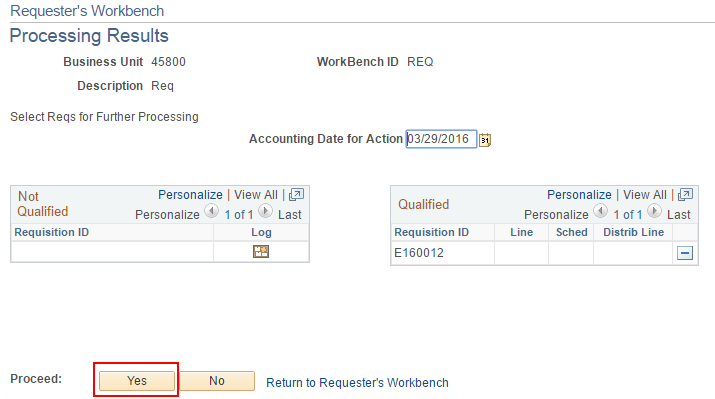 Requester's Workbench
Processing Results
Business Unit 45800 WorkBench ID REQ
Description Req
Select Reqs for Further Processing
Accounting Date for Action 03/29/2016 31
Not Qualified Personalize | View All |
Personalize 1 of 1 Last
Requisition ID Log
Qualified Personalize | View All |
Personalize 1 of 1 Last
Requisition ID Line Sched Distrib Line
E160012
Proceed: Yes No Return to Requester's Workbench